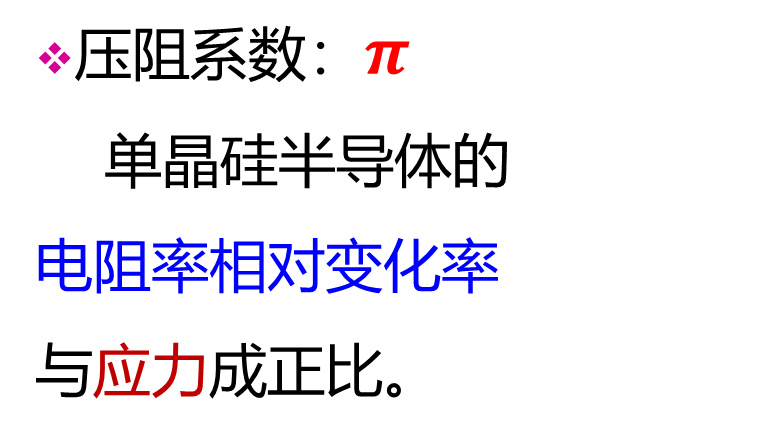 ❖压阻系数：π
单晶硅半导体的
电阻率相对变化率
与应力成正比。